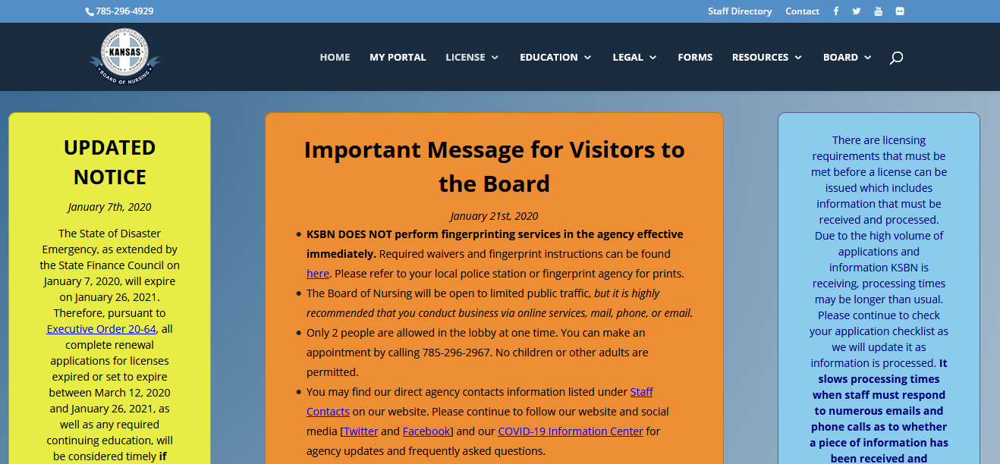 785-296-4929
Staff Directory Contact
KANSAS
BOARD OF NURSING
HOME MY PORTAL LICENSE EDUCATION LEGAL FORMS RESOURCES BOARD
UPDATED
NOTICE
January 7th, 2020
The State of Disaster
Emergency, as extended by
the State Finance Council on
January 7, 2020, will expire
on January 26, 2021.
Therefore, pursuant to
Executive Order 20-64, all
complete renewal
applications for licenses
expired or set to expire
between March 12, 2020
and January 26, 2021, as
well as any required
continuing education, will
be considered timely if
Important Message for Visitors to
the Board
January 21st, 2020
• KSBN DOES NOT perform fingerprinting services in the agency effective
immediately. Required waivers and fingerprint instructions can be found
here. Please refer to your local police station or fingerprint agency for prints.
• The Board of Nursing will be open to limited public traffic, but it is highly
recommended that you conduct business via online services, mail, phone, or email.
• Only 2 people are allowed in the lobby at one time. You can make an
appointment by calling 785-296-2967. No children or other adults are
permitted.
• You may find our direct agency contacts information listed under Staff
Contacts on our website. Please continue to follow our website and social
media [Twitter and Facebook] and our COVID-19 Information Center for
agency updates and frequently asked questions.
There are licensing
requirements that must be
met before a license can be
issued which includes
information that must be
received and processed.
Due to the high volume of
applications and
information KSBN is
receiving, processing times
may be longer than usual.
Please continue to check
your application checklist as
we will update it as
information is processed. It
slows processing times
when staff must respond
to numerous emails and
phone calls as to whether
a piece of information has
been received and